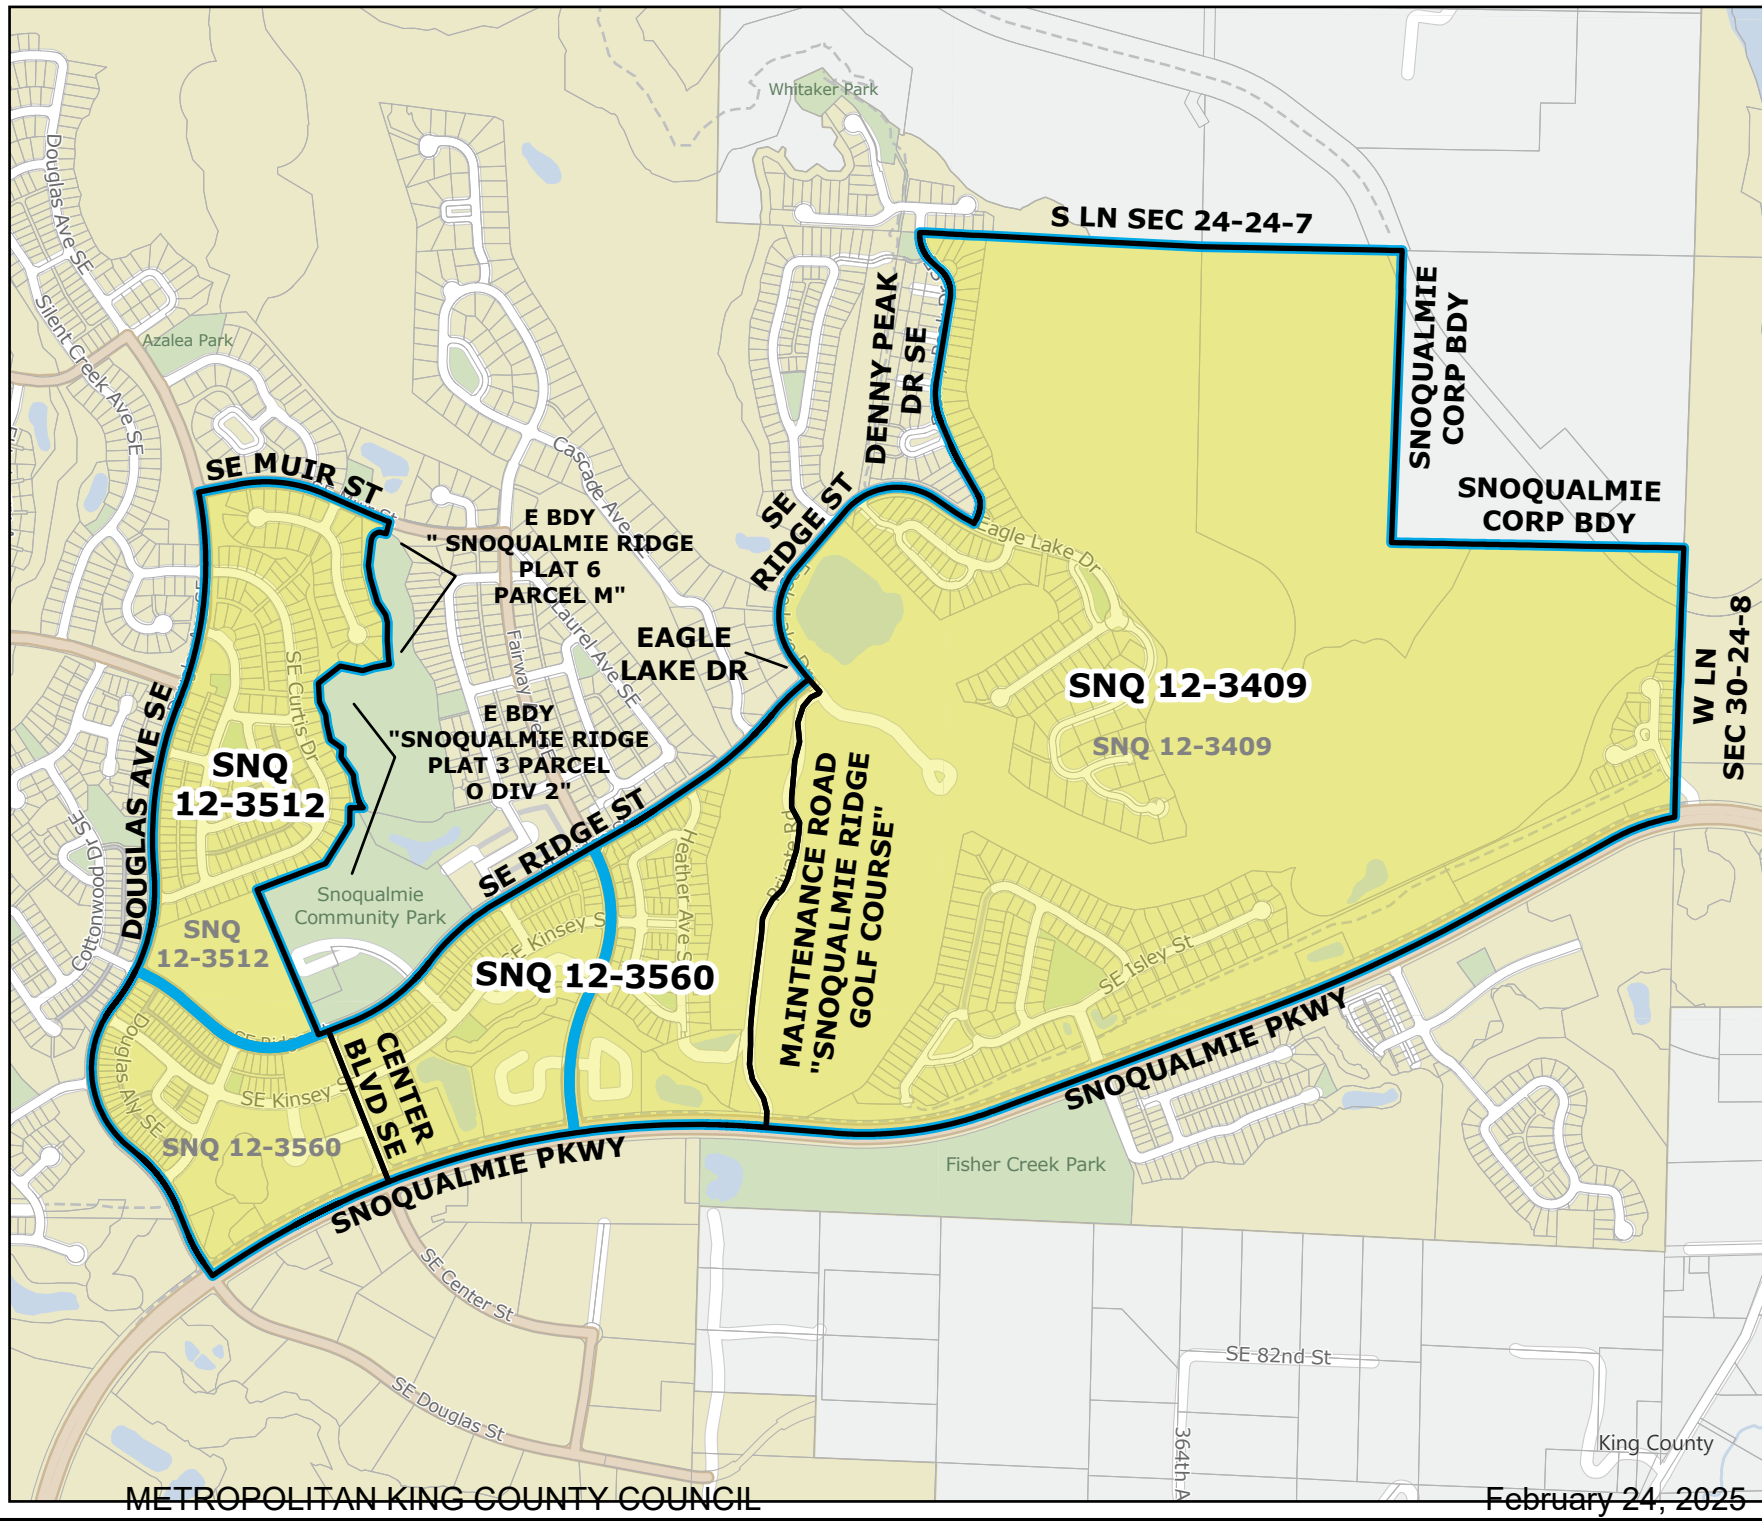 Whitaker Park
S LN SEC 24-24-7
Douglas Ave SE
Silent Creek Ave SE
Azalea Park
DENNY PEAK
DR SE
SNOQUALMIE
CORP BDY
SE MUIR ST
Cascade Ave
SE
RIDGE ST
SNOQUALMIE
CORP BDY
E BDY
" SNOQUALMIE RIDGE
PLAT 6
PARCEL M"
Eagle Lake Dr
Laurel Ave SE
Fairway
EAGLE
LAKE DR
SE Curtis Dr
SNQ 12-3409
SNQ 12-3409
W LN
SEC 30-24-8
E BDY
"SNOQUALMIE RIDGE
PLAT 3 PARCEL
O DIV 2"
SNQ
12-3512
DOUGLAS AVE SE
SE RIDGE ST
Heather Ave S
Private Rd
MAINTENANCE ROAD
"SNOQUALMIE RIDGE
GOLF COURSE"
Cottonwood Dr SE
Snoqualmie
Community Park
SNQ
12-3512
SE Kinsey S
SNQ 12-3560
SE Isley St
SNOQUALMIE PKWY
SE Ridg
CENTER
BLVD SE
Douglas Aly SE
SE Kinsey S
SNQ 12-3560
SNOQUALMIE PKWY
Fisher Creek Park
SE Center St
SE Douglas St
SE 82nd St
364th A
King County
METROPOLITAN KING COUNTY COUNCIL
February 24, 2025